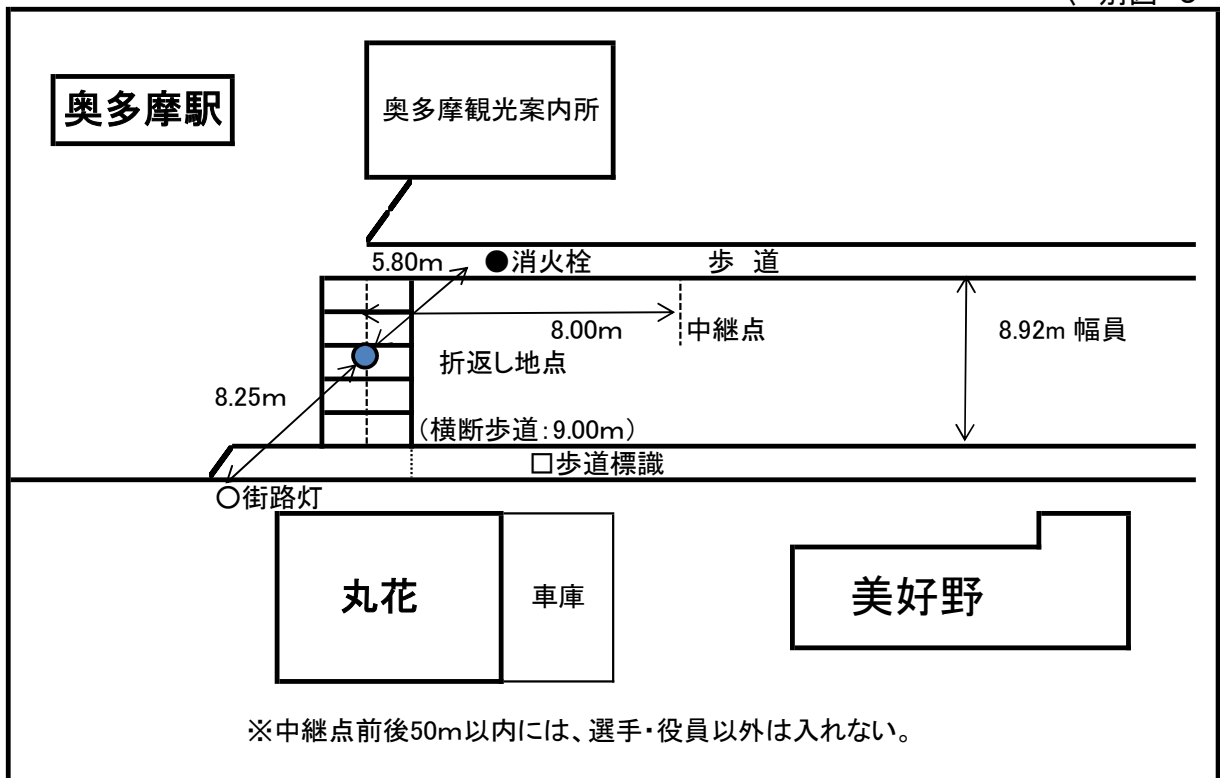 奥多摩駅
奥多摩観光案内所
5.80m
●消火栓
歩 道
8.00m
中継点
8.92m 幅員
折返し地点
8.25m
（横断歩道:9.00m）
□歩道標識
○街路灯
丸花
車庫
美好野
※中継点前後50m以内には、選手・役員以外は入れない。